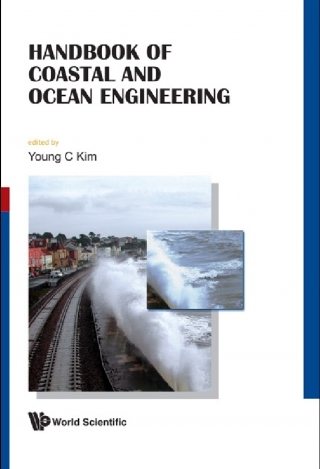 HANDBOOK OF
COASTAL AND
OCEAN ENGINEERING
edited by
Young C Kim
World Scientific